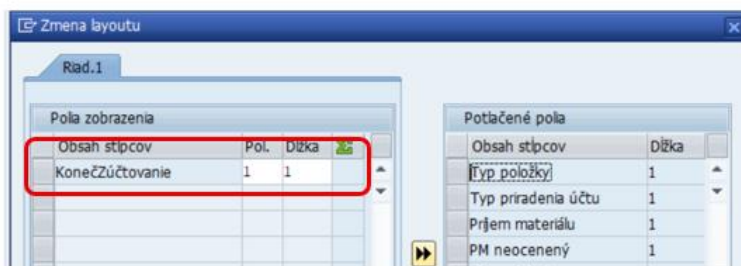 Zmena layoutu
Riad.1
Polia zobrazenia
Obsah stĺpcov Pol. Dĺžka
KonečZúčtovanie 1 1
Potlačené polia
Obsah stĺpcov Dĺžka
Typ položky 1
Typ priradenia účtu 1
Príjem materiálu 1
PM neocenený 1